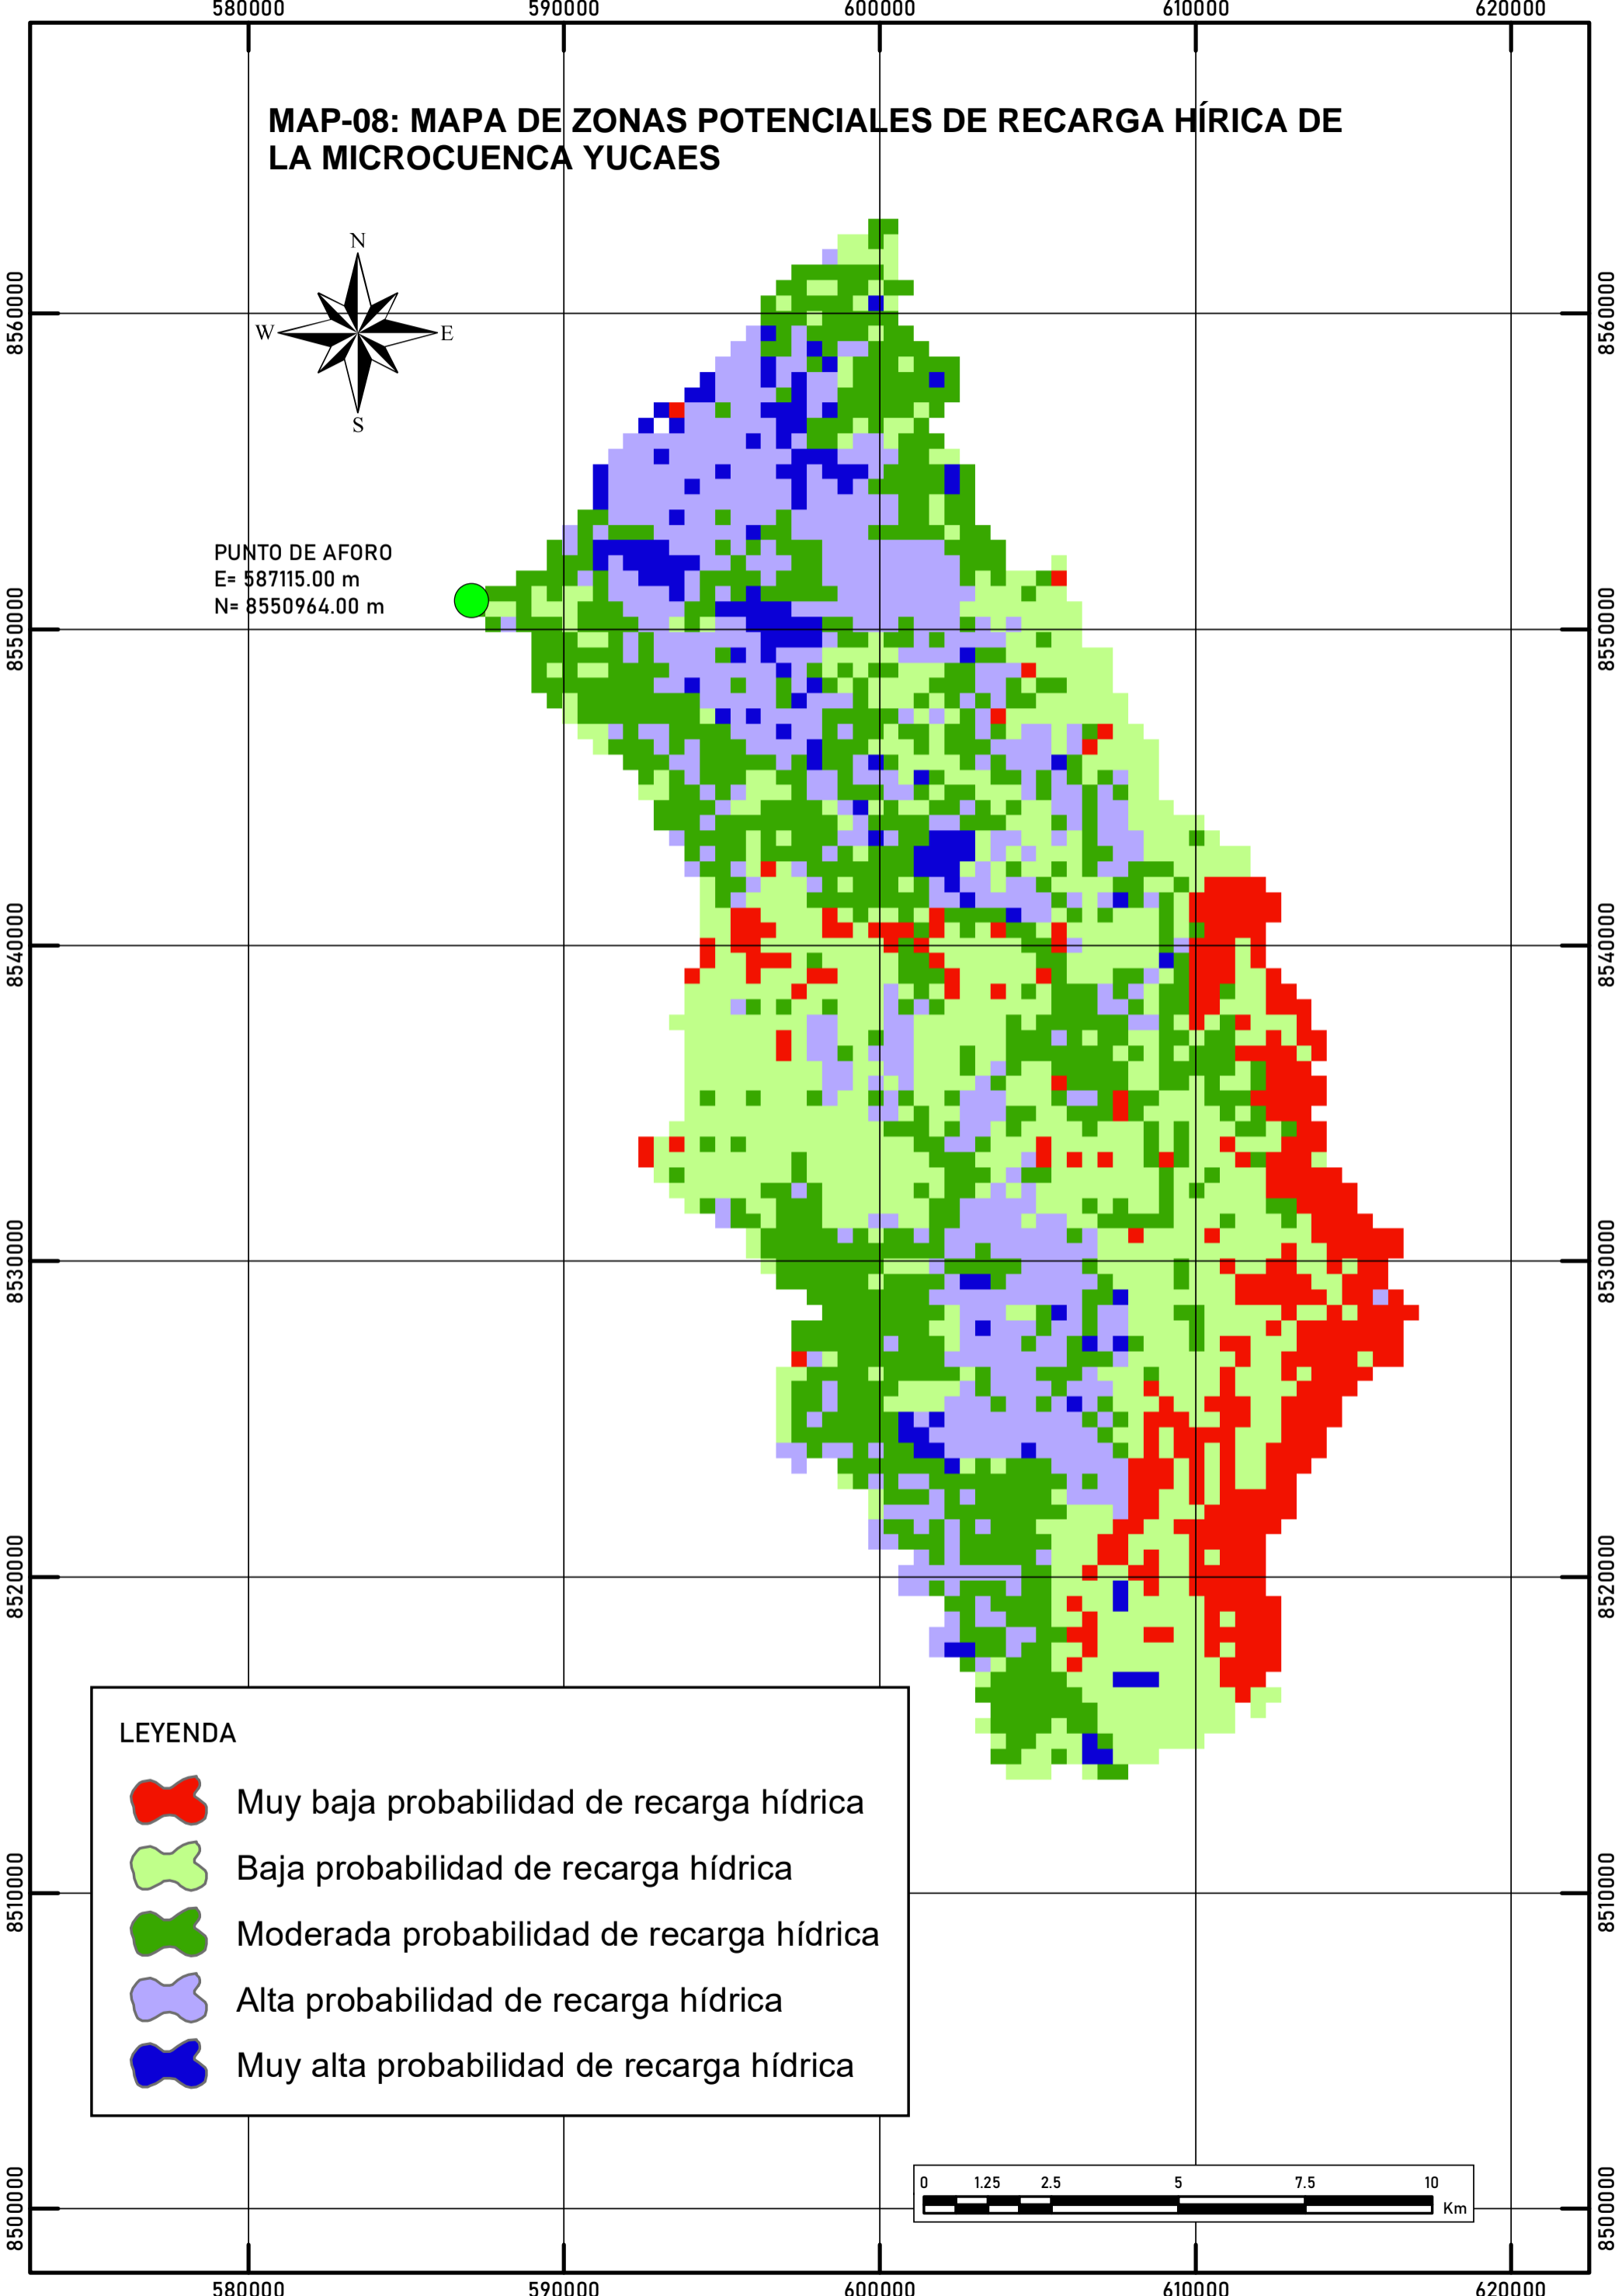 580000 590000 600000 610000 620000
MAP-08: MAPA DE ZONAS POTENCIALES DE RECARGA HÍRICA DE
LA MICROCUENCA YUCAES
N
W E
S
8560000 8560000
PUNTO DE AFORO
E= 587115.00 m
N= 8550964.00 m
8550000 8550000
8540000 8540000
8530000 8530000
8520000 8520000
LEYENDA
Muy baja probabilidad de recarga hídrica
Baja probabilidad de recarga hídrica
Moderada probabilidad de recarga hídrica
Alta probabilidad de recarga hídrica
Muy alta probabilidad de recarga hídrica
8510000 8510000
0 1.25 2.5 5 7.5 10
Km
8500000 8500000
580000 590000 600000 610000 620000